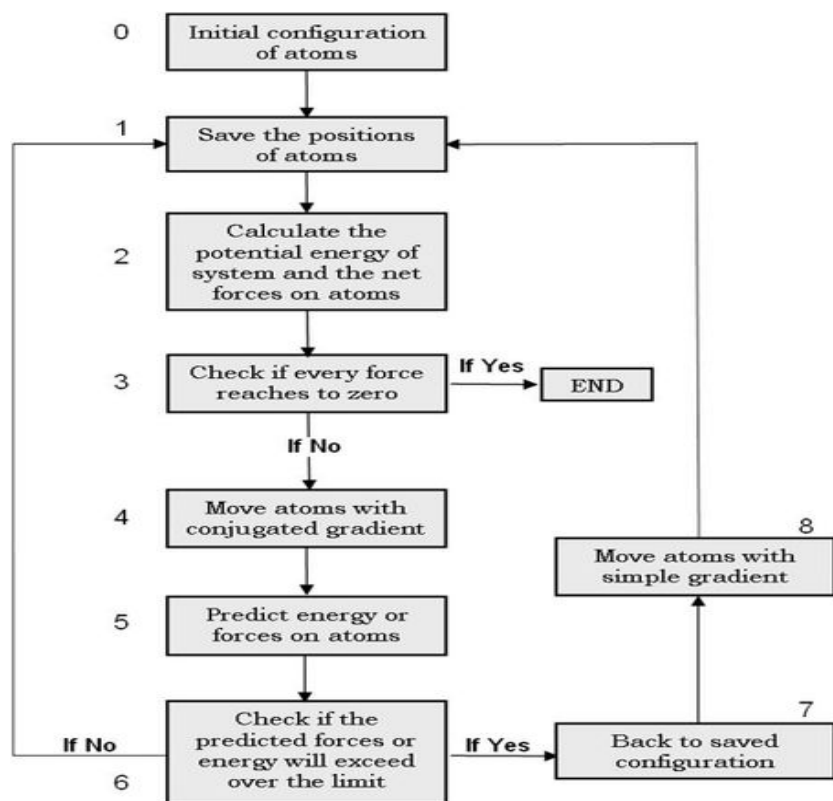 0
Initial configuration
of atoms
1
Save the positions
of atoms
2
Calculate the
potential energy of
system and the net
forces on atoms
3
Check if every force
reaches to zero
If Yes
END
If No
4
Move atoms with
conjugated gradient
5
Predict energy or
forces on atoms
6
Check if the
predicted forces or
energy will exceed
over the limit
If No
If Yes
7
Back to saved
configuration
8
Move atoms with
simple gradient